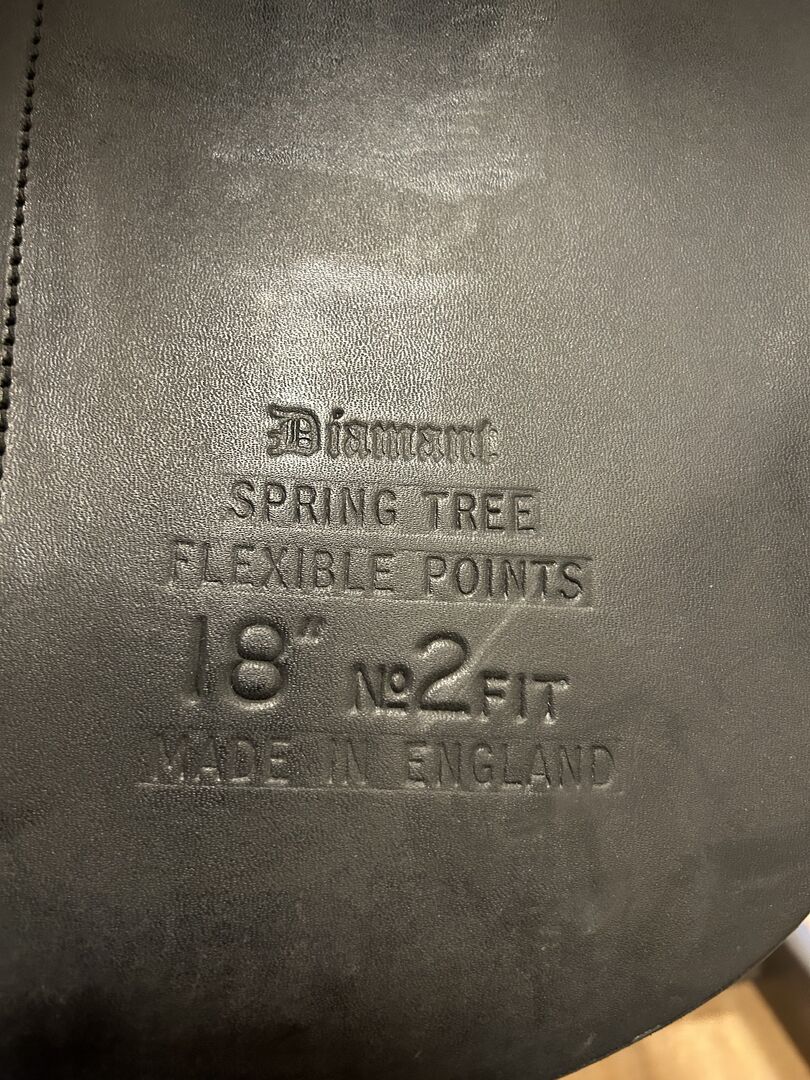 Diamant
SPRING TREE
FLEXIBLE POINTS
18" Nº2 FIT
MADE IN ENGLAND